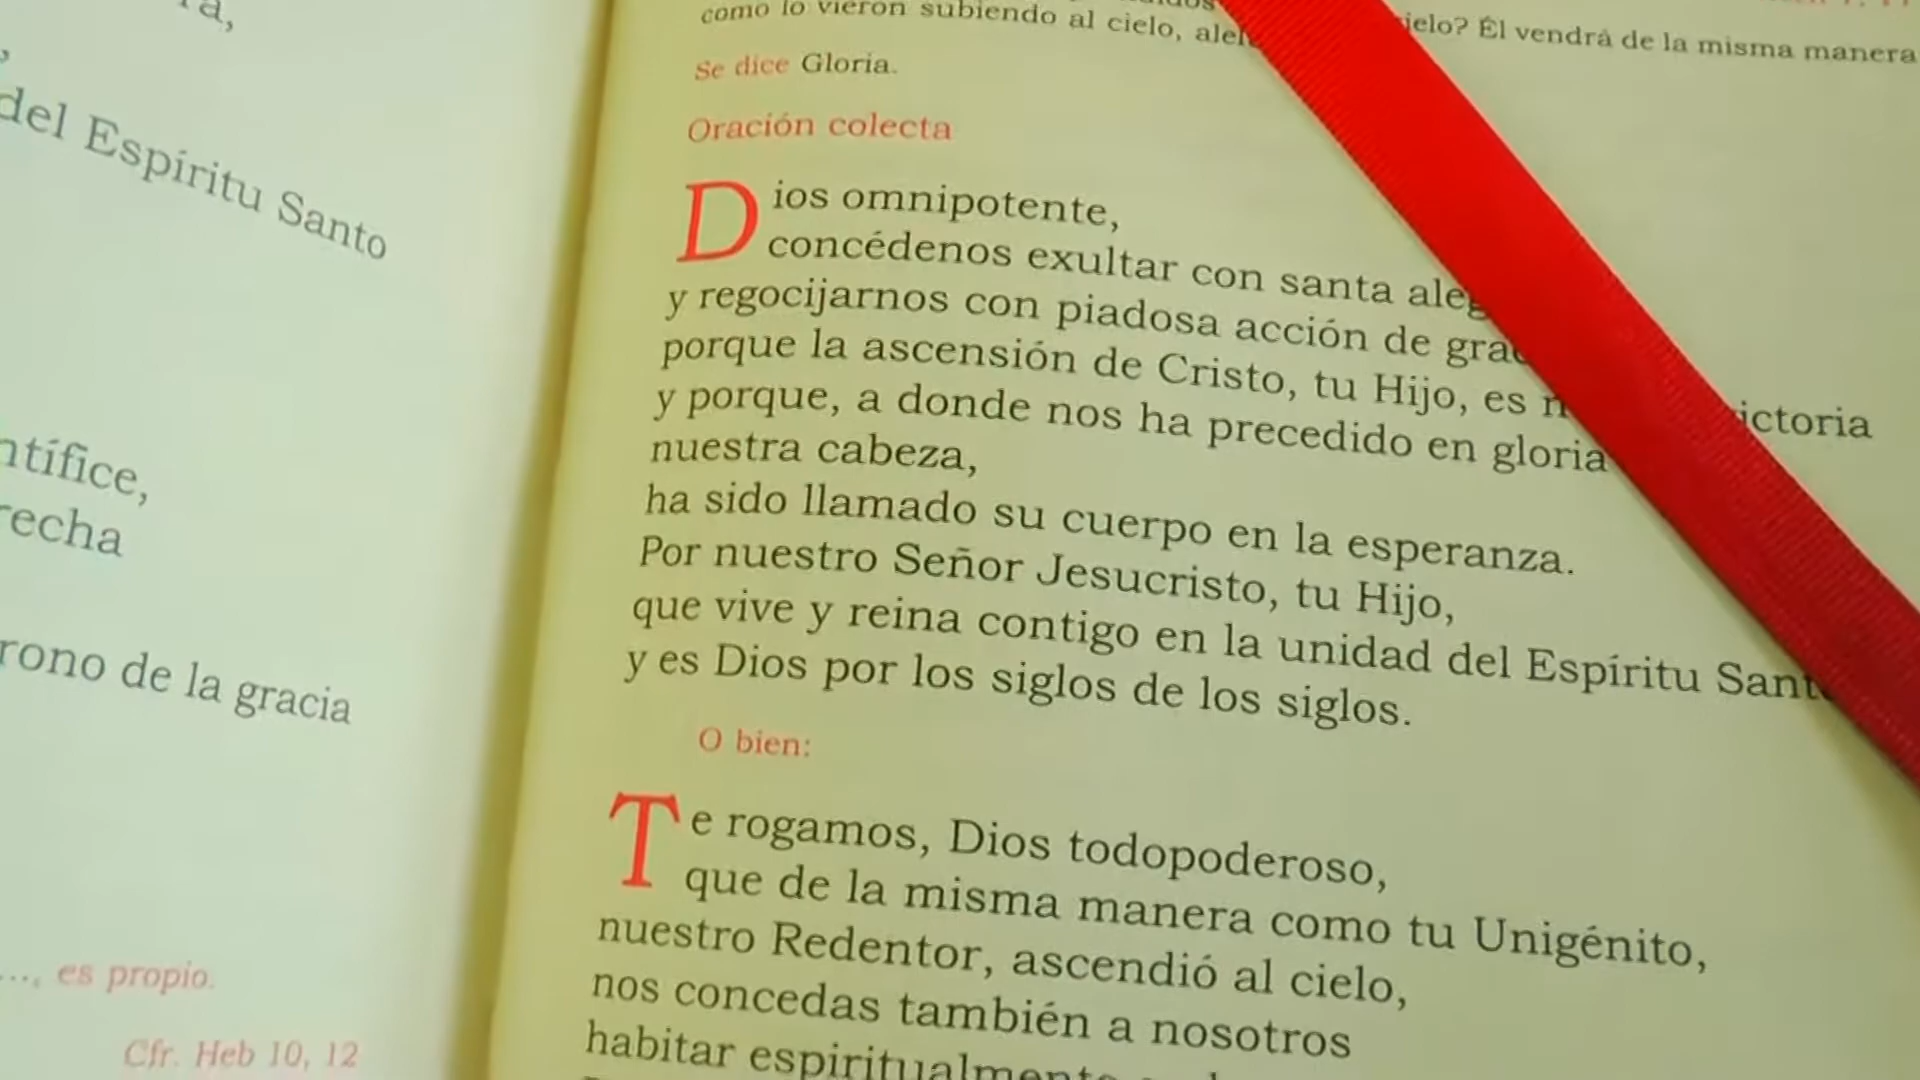 del Espíritu Santo
rono de la gracia
..., es propio.
Cfr. Heb 10, 12
como lo vieron subiendo al cielo, ielo? Él vendrá de la misma manera
Se dice Gloria.
Oración colecta
Dios omnipotente,
concédenos exultar con santa
y regocijarnos con piadosa acción de
porque la ascensión de Cristo, tu Hijo, es ictoria
y porque, a donde nos ha precedido en gloria
nuestra cabeza,
ha sido llamado su cuerpo en la esperanza.
Por nuestro Señor Jesucristo, tu Hijo,
que vive y reina contigo en la unidad del Espíritu Sant
y es Dios por los siglos de los siglos.
O bien:
Te rogamos, Dios todopoderoso,
que de la misma manera como tu Unigénito,
nuestro Redentor, ascendió al cielo,
nos concedas también a nosotros
habitar espiritualmente